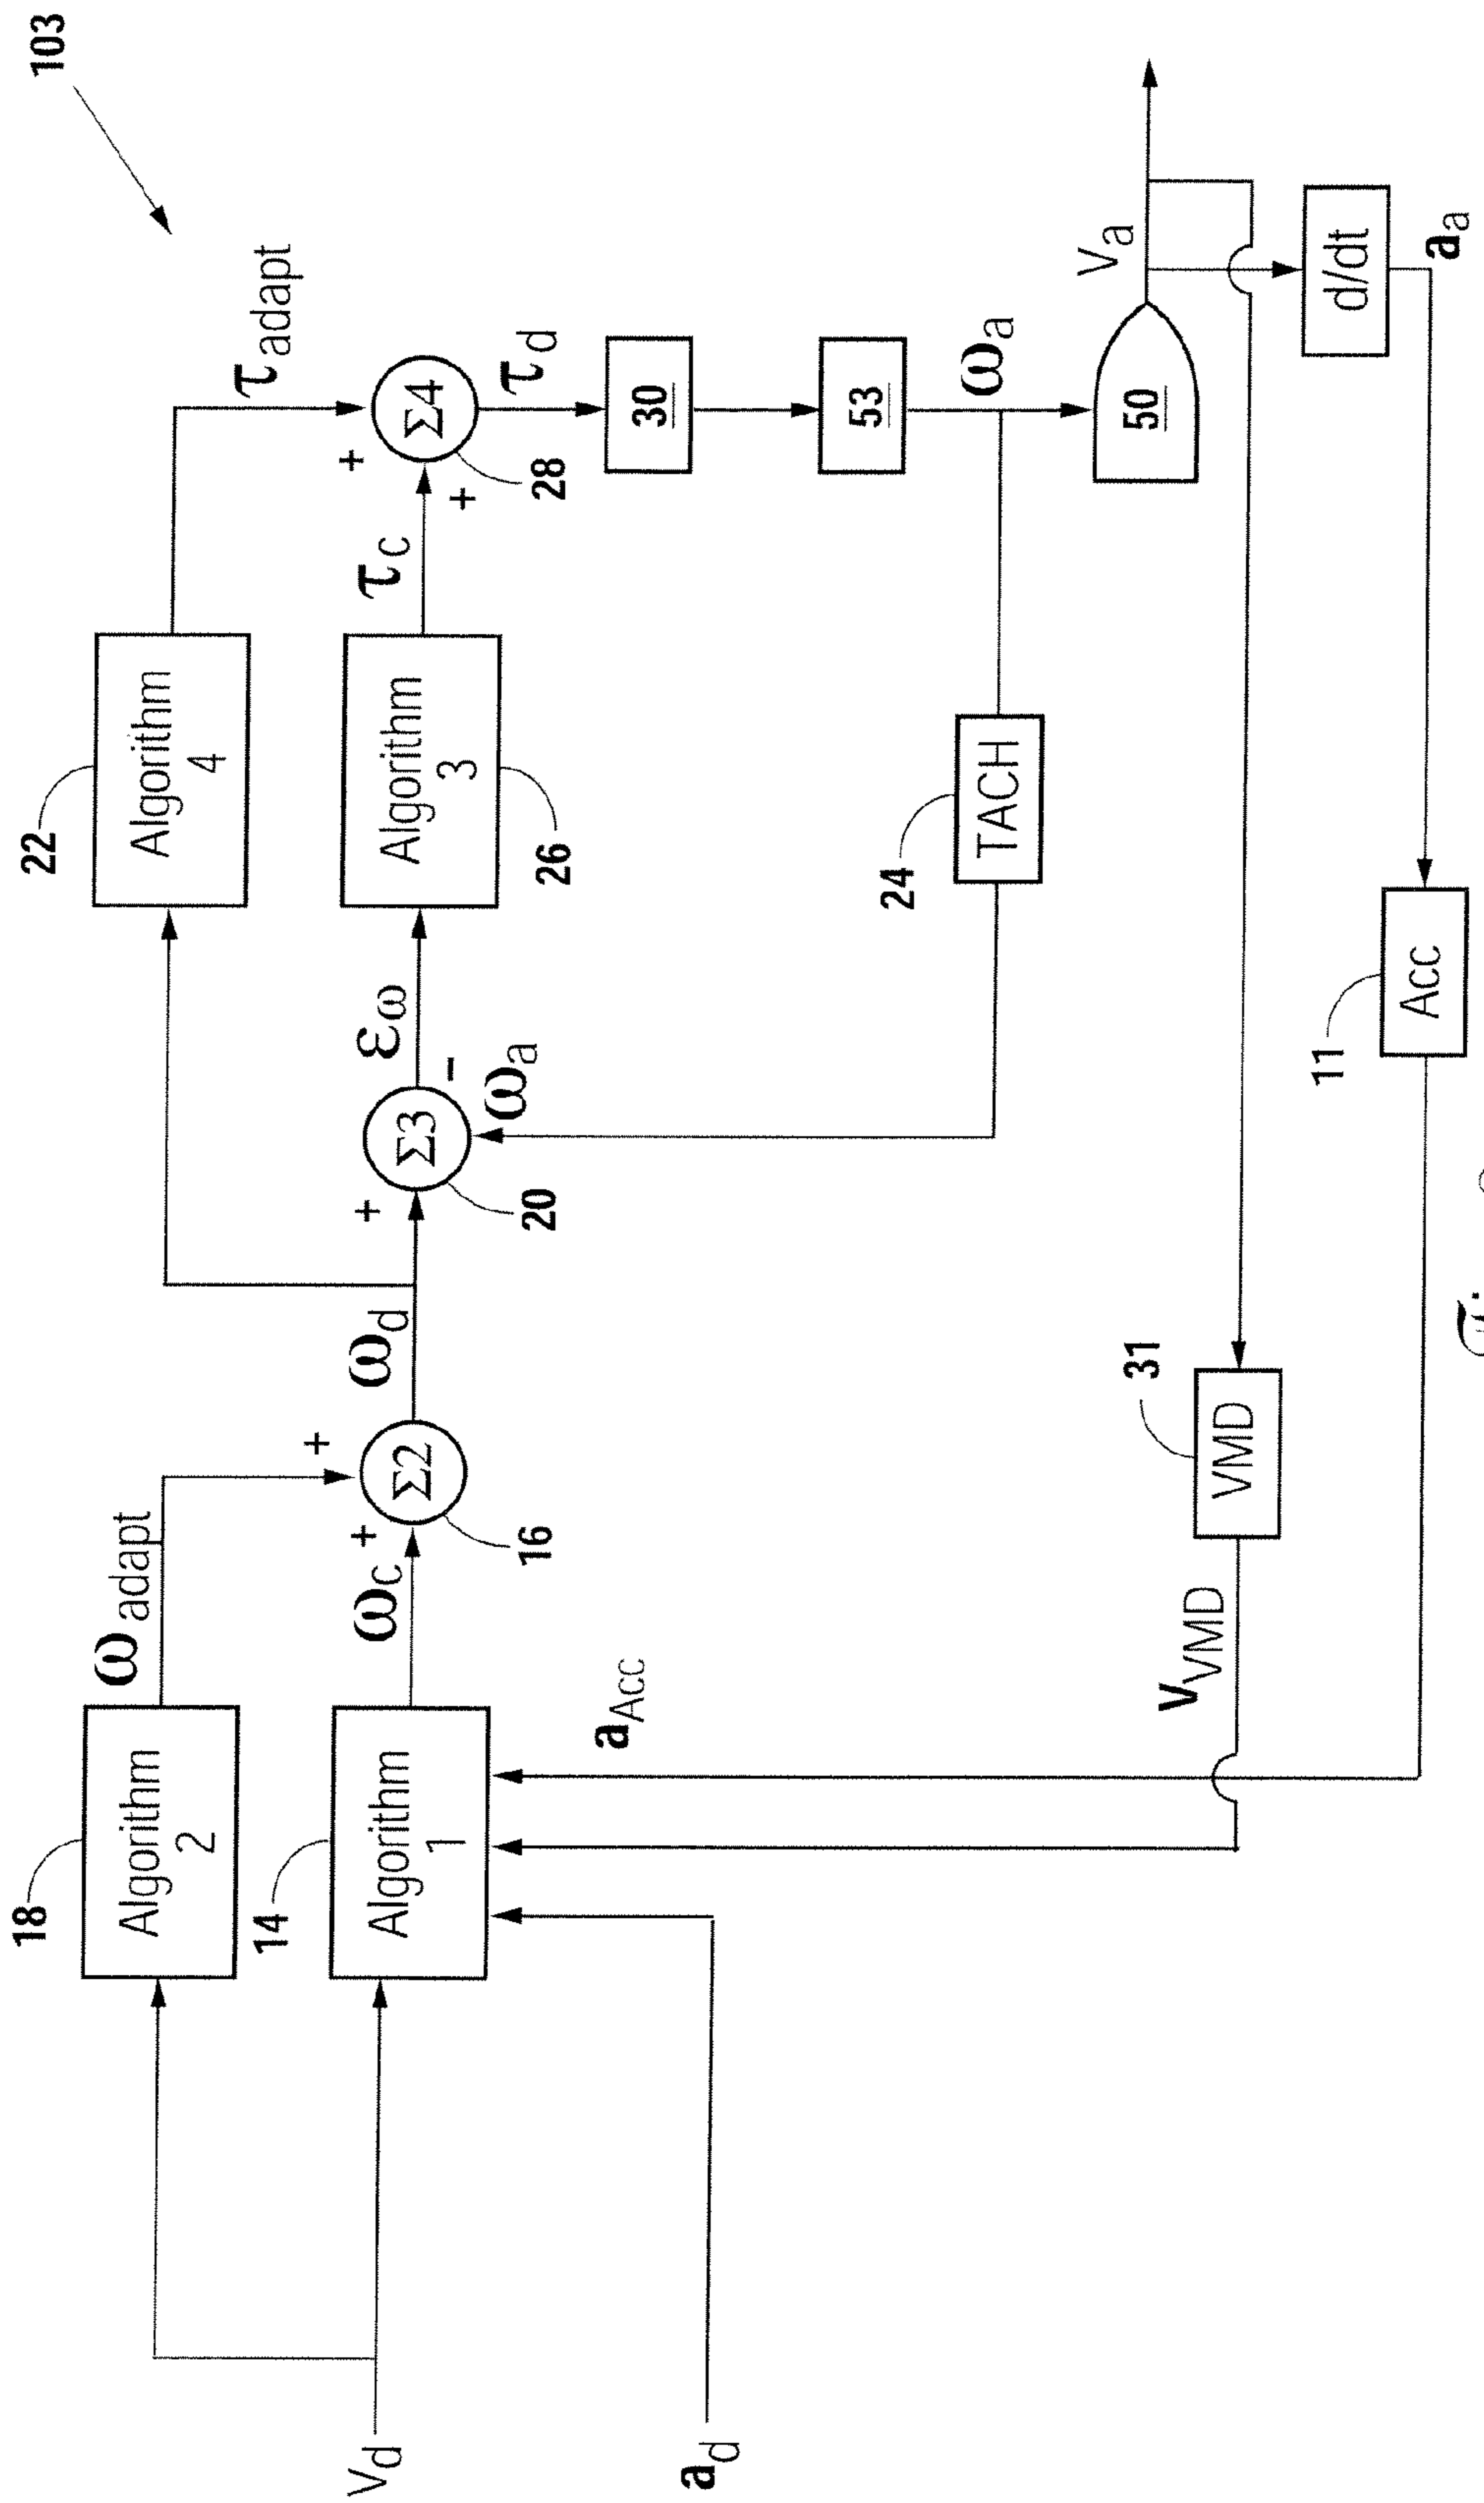 103
22
Algorithm
4
τadapt
18
Algorithm
2
ωadapt
+
+
Σ4
28
τd
14
Algorithm
1
ωc
+
Σ2
16
ωd
+
Σ3
20
-
εω
ωa
Algorithm
3
26
τc
+
30
53
ωa
50
Va
24
TACH
Vd
ad
aAcc
VVMD
31
VMD
11
Acc
d/dt
aa